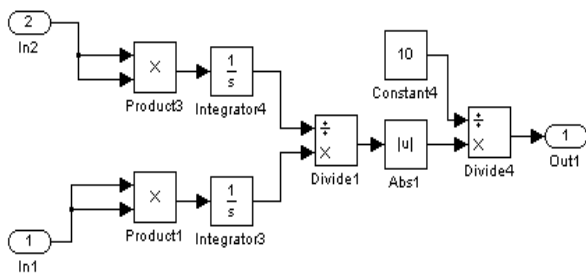 2
In2
×
Product3
1
s
Integrator4
10
Constant4
÷
×
Divide1
|u|
Abs1
÷
×
Divide4
1
Out1
×
Product1
1
s
Integrator3
1
In1